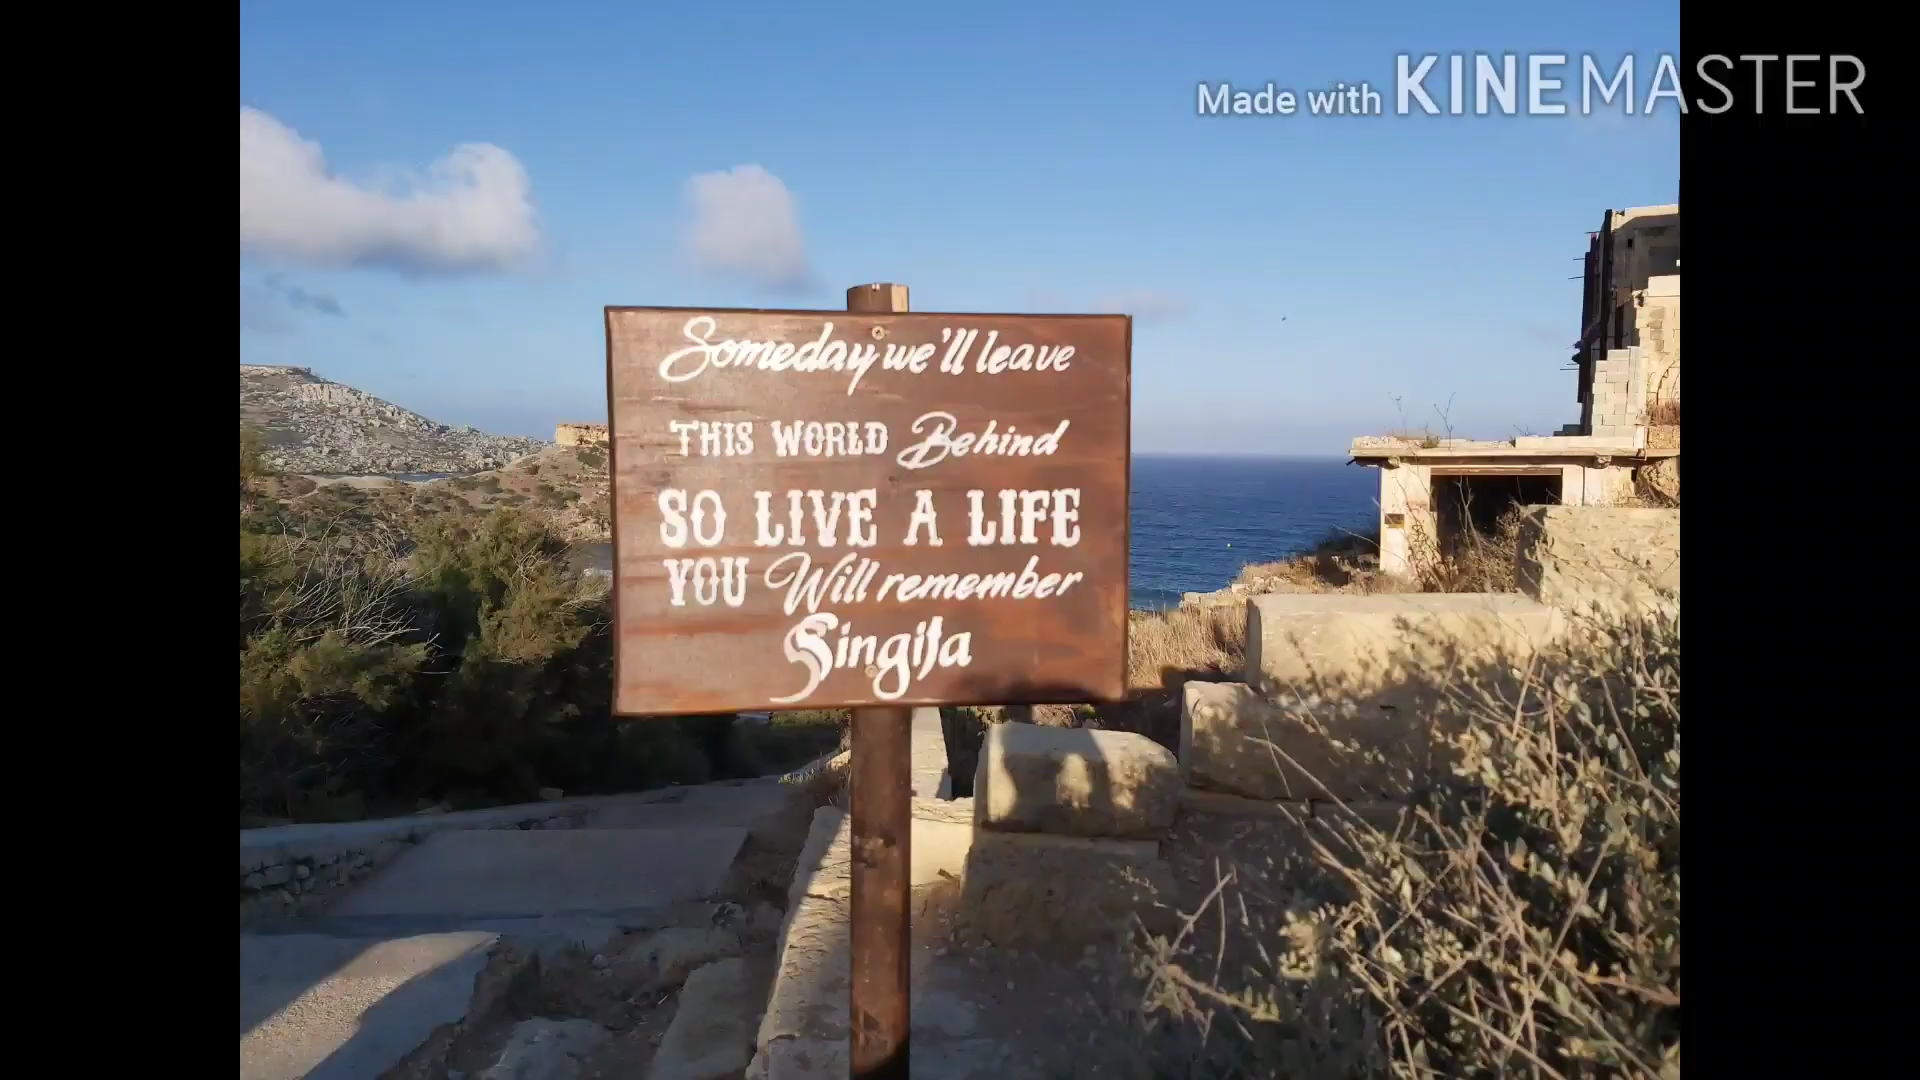 Made with KINEMASTER
Someday we'll leave
THIS WORLD Behind
SO LIVE A LIFE
YOU Will remember
Singita